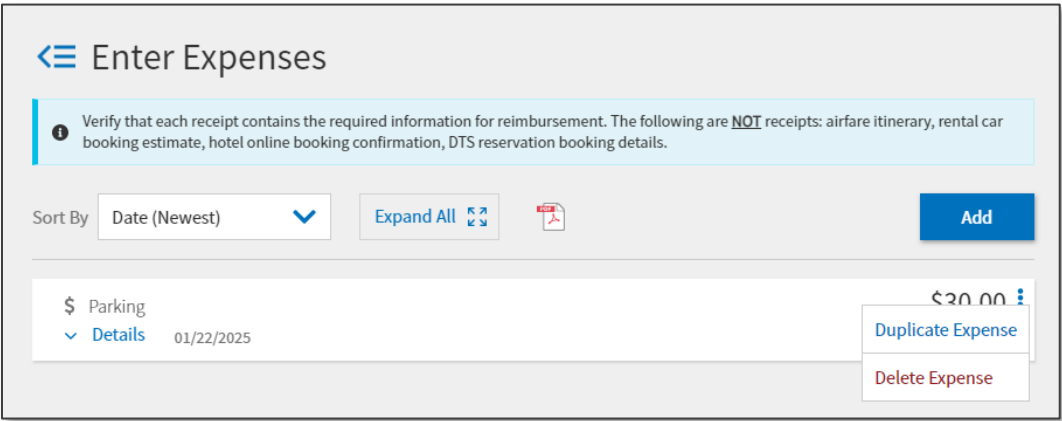 Enter Expenses
Verify that each receipt contains the required information for reimbursement. The following are NOT receipts: airfare itinerary, rental car
booking estimate, hotel online booking confirmation, DTS reservation booking details.
Sort By Date (Newest) Expand All PDF Add
$ Parking $30.00
Details 01/22/2025
Duplicate Expense
Delete Expense